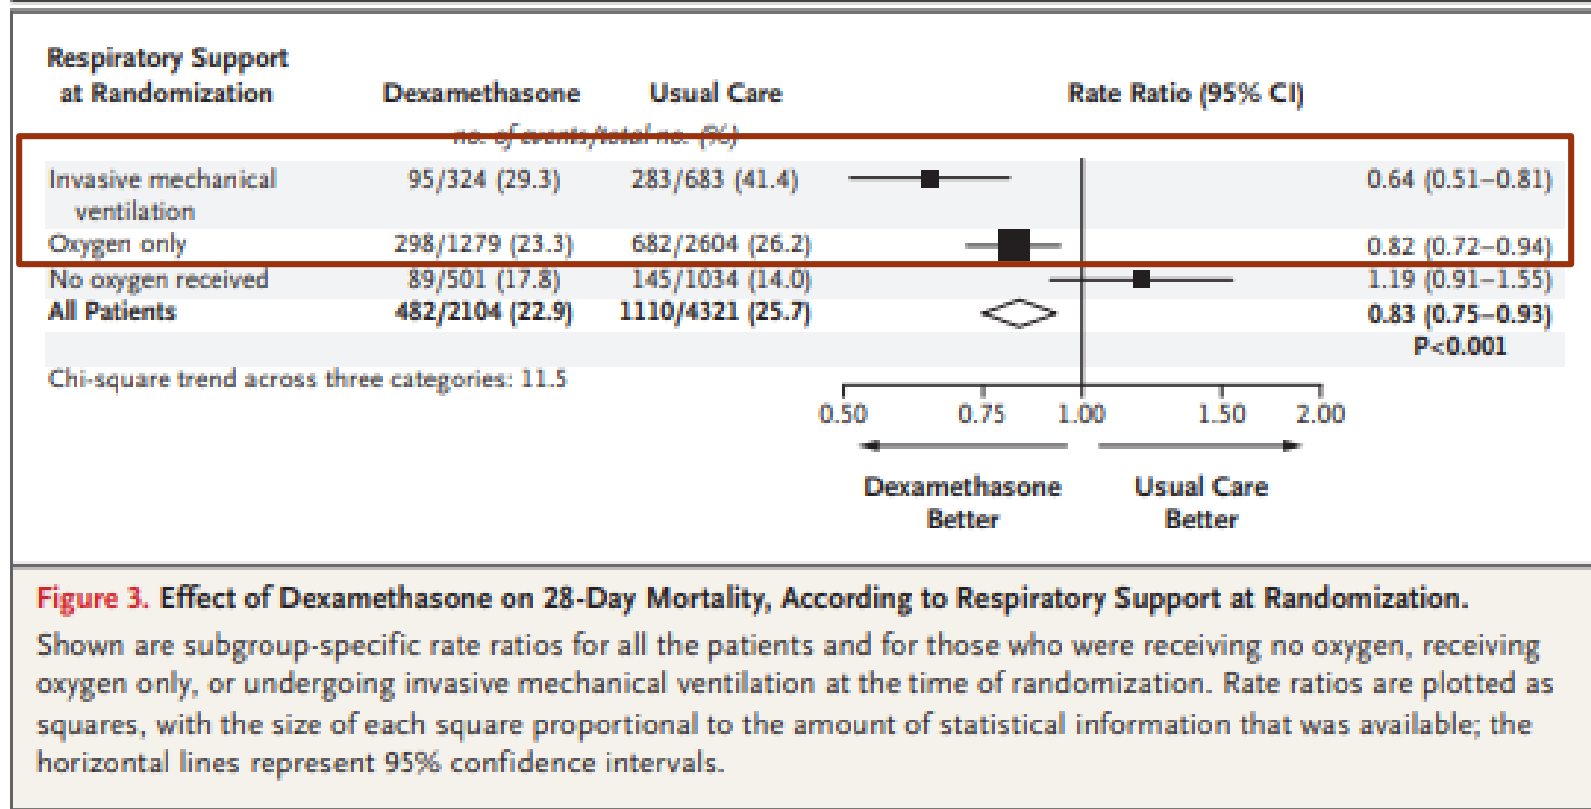 Respiratory Support
at Randomization Dexamethasone Usual Care Rate Ratio (95% CI)
no. of events/total no. (%)
Invasive mechanical 95/324 (29.3) 283/683 (41.4) 0.64 (0.51–0.81)
ventilation
Oxygen only 298/1279 (23.3) 682/2604 (26.2) 0.82 (0.72–0.94)
No oxygen received 89/501 (17.8) 145/1034 (14.0) 1.19 (0.91–1.55)
All Patients 482/2104 (22.9) 1110/4321 (25.7) 0.83 (0.75–0.93)
P<0.001
Chi-square trend across three categories: 11.5
0.50 0.75 1.00 1.50 2.00
Dexamethasone Usual Care
Better Better
Figure 3. Effect of Dexamethasone on 28-Day Mortality, According to Respiratory Support at Randomization.
Shown are subgroup-specific rate ratios for all the patients and for those who were receiving no oxygen, receiving
oxygen only, or undergoing invasive mechanical ventilation at the time of randomization. Rate ratios are plotted as
squares, with the size of each square proportional to the amount of statistical information that was available; the
horizontal lines represent 95% confidence intervals.